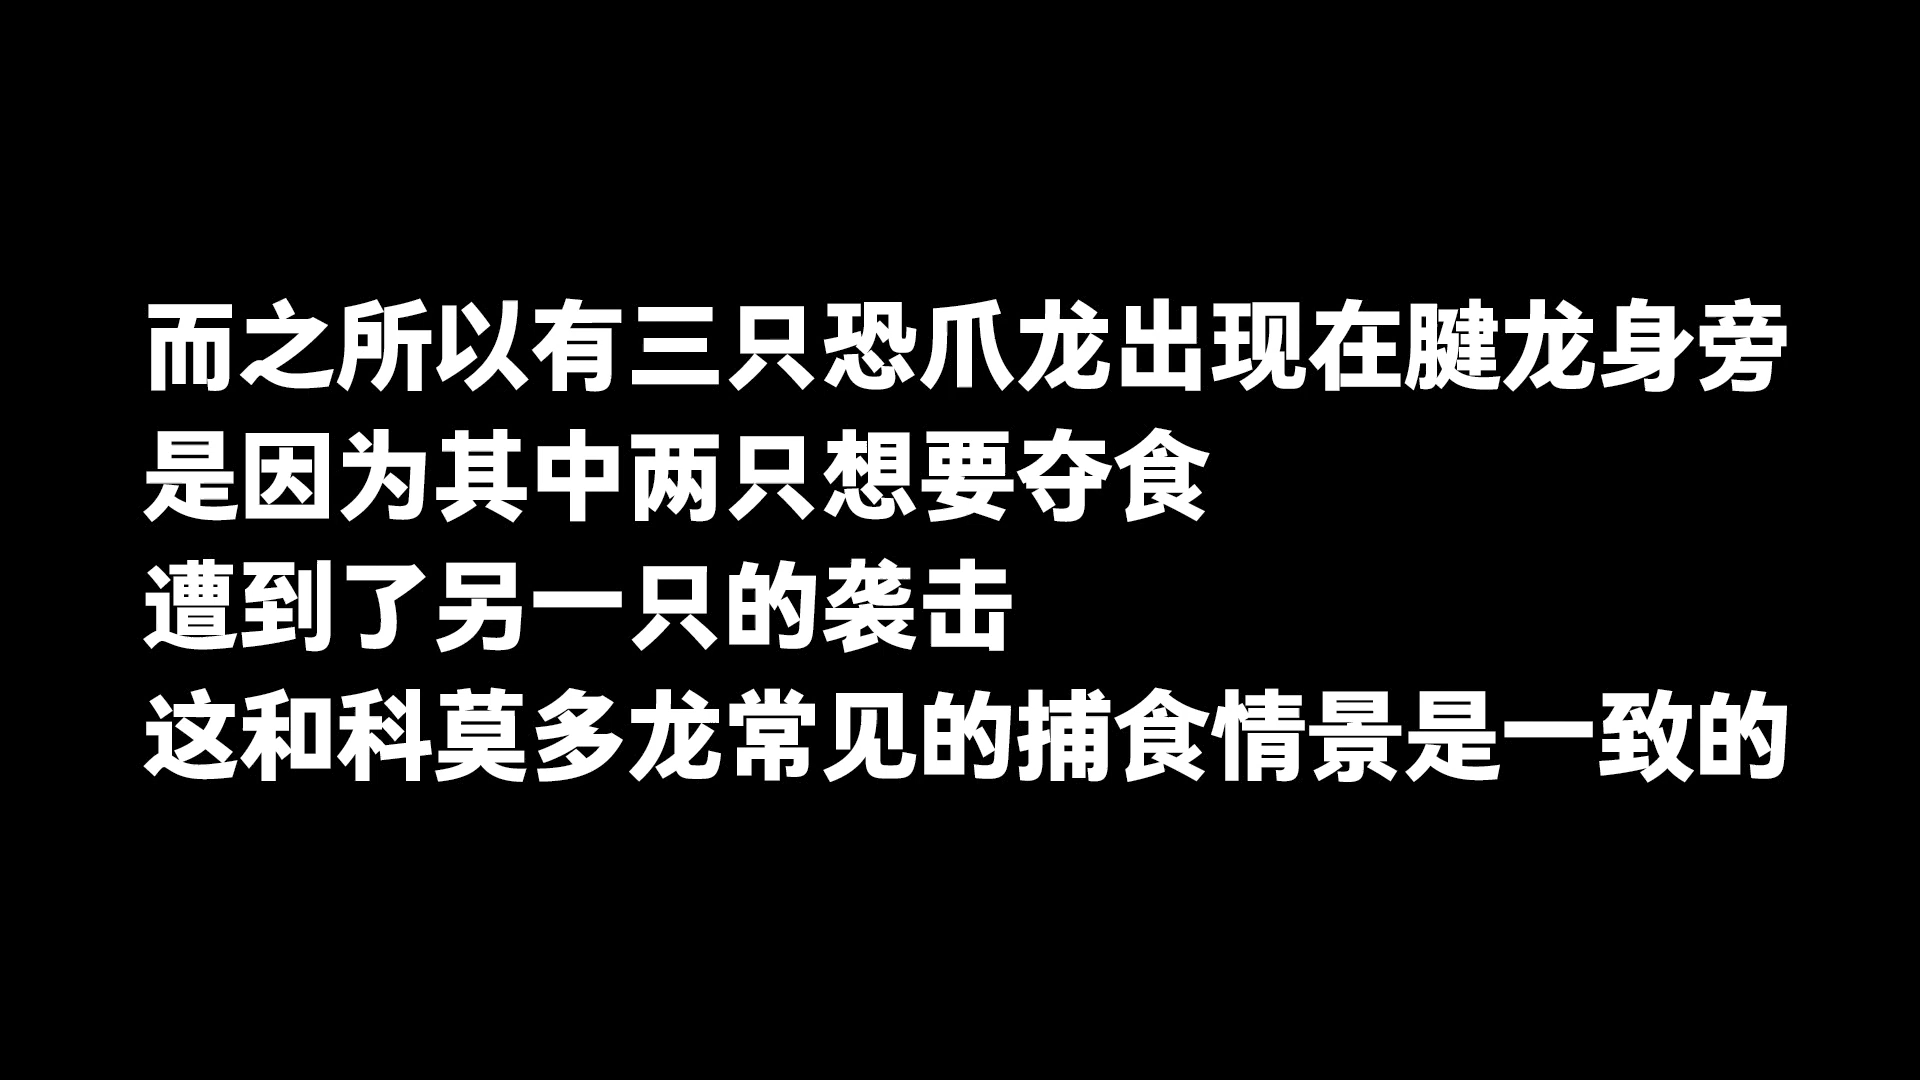 而之所以有三只恐爪龙出现在腱龙身旁
是因为其中两只想要夺食
遭到了另一只的袭击
这和科莫多龙常见的捕食情景是一致的